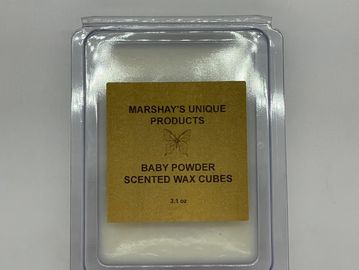 MARSHAY'S UNIQUE
PRODUCTS
BABY POWDER
SCENTED WAX CUBES
3.1 oz